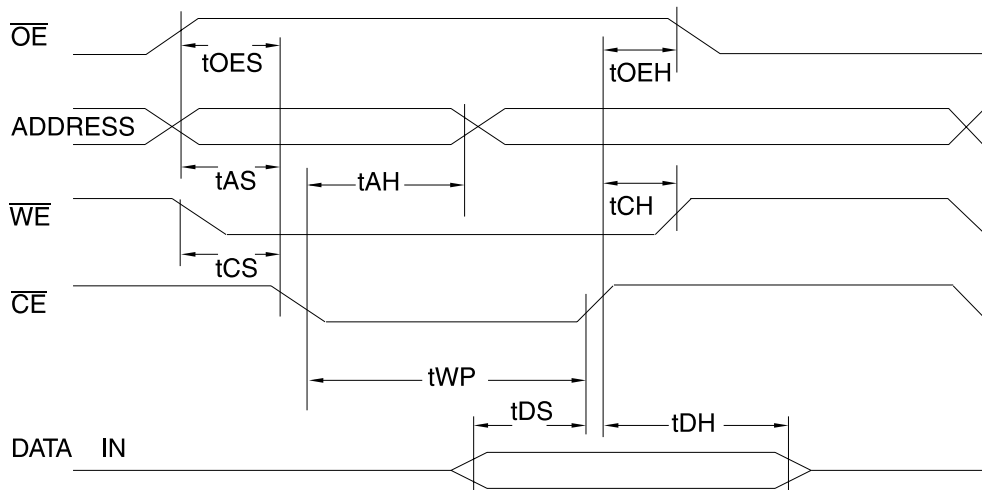 OE
tOES
tOEH
ADDRESS
tAS
tAH
tCH
WE
tCS
CE
tWP
tDS
tDH
DATA IN